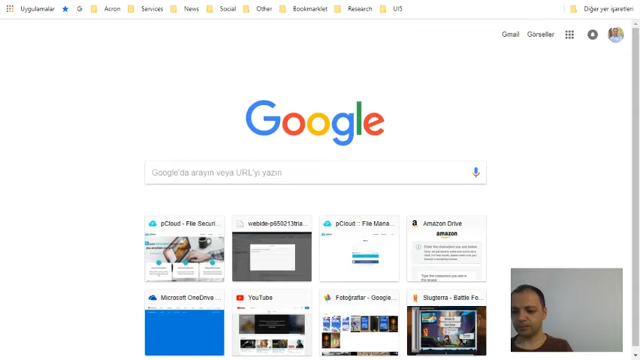 Uygulamalar Acron Services News Social Other Bookmarklet Research UI5 Diğer yer işaretleri
Gmail Görseller
Google
Google'da arayın veya URL'yi yazın
pCloud - File Securi... webide-p650213tria... pCloud :: File Mana... Amazon Drive
amazon
Microsoft OneDrive YouTube Fotoğraflar - Google... Slugterra - Battle Fe...